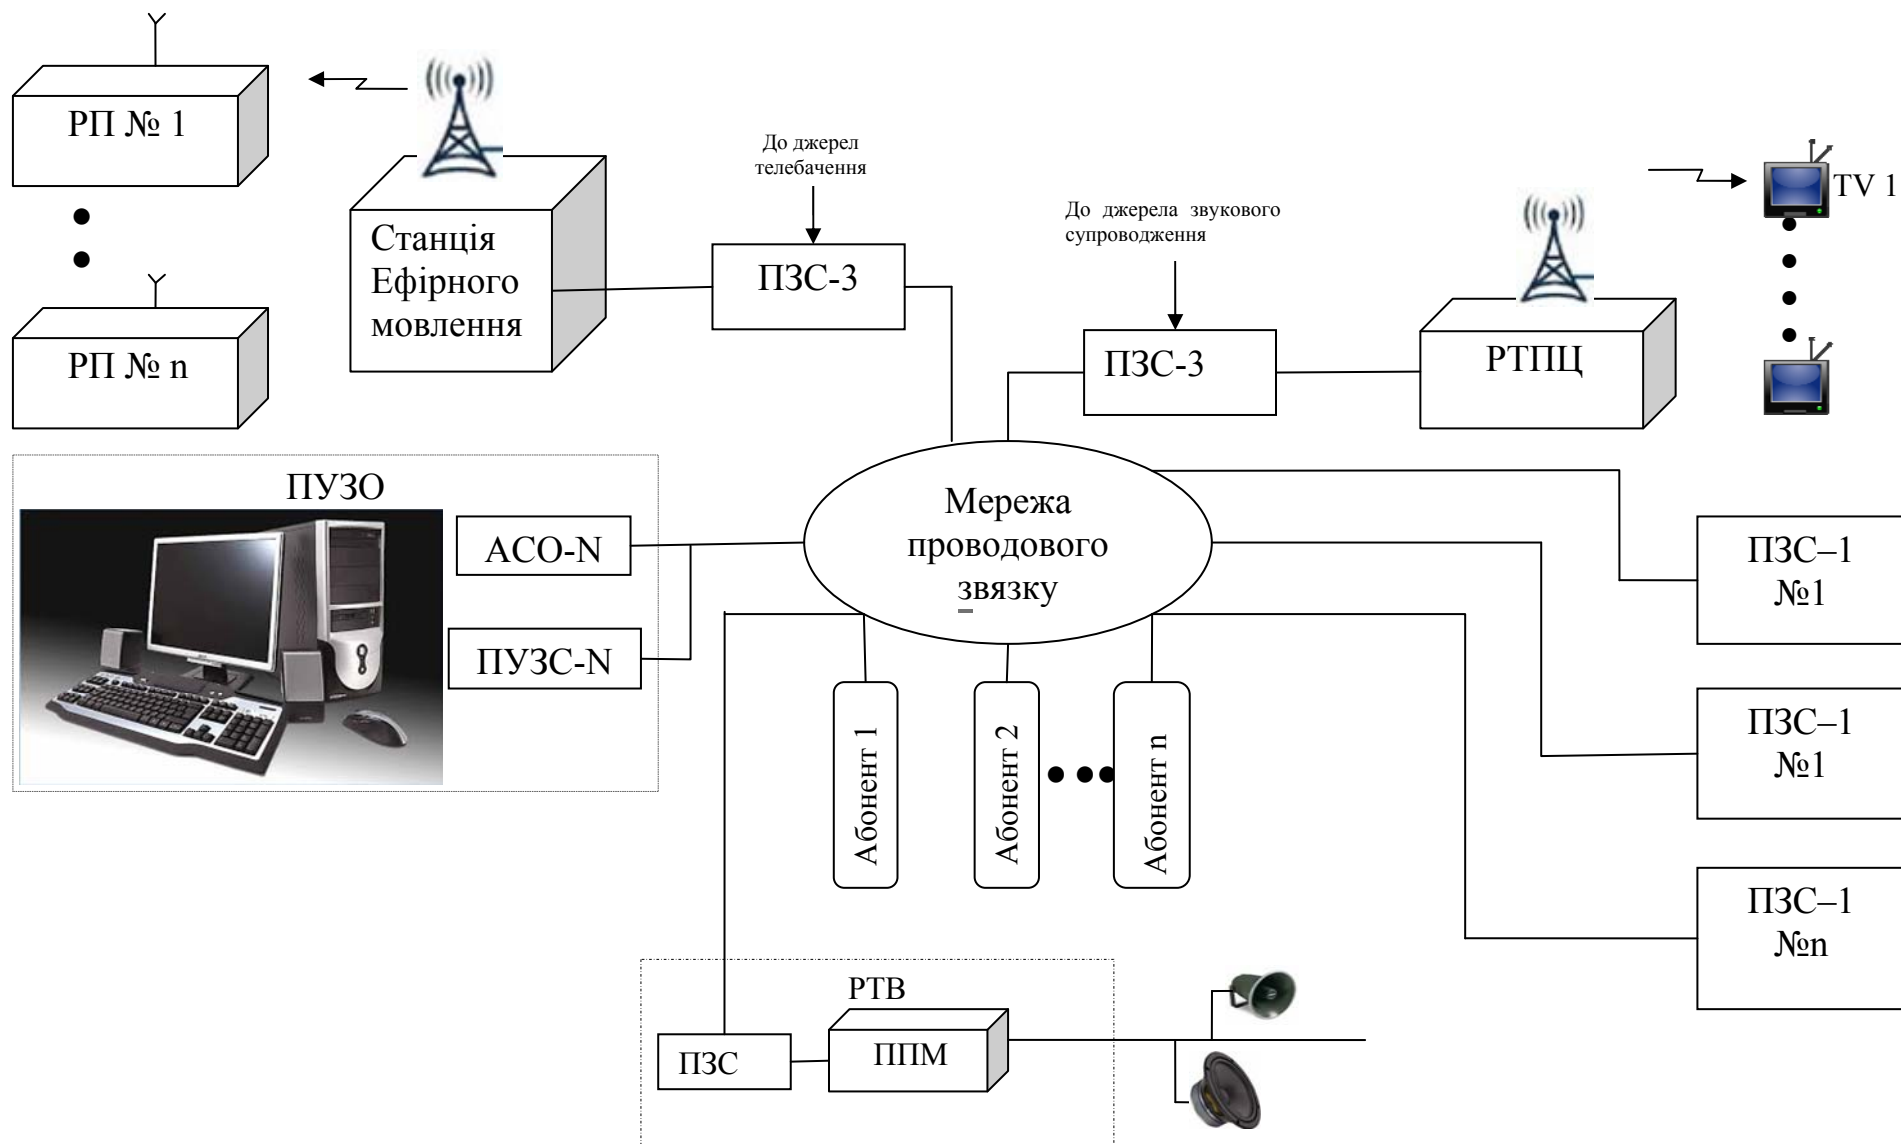 РП № 1
РП № n
Станція
Ефірного
мовлення
До джерел
телебачення
ПЗС-3
До джерела звукового
супроводження
ПЗС-3
РТПЦ
TV 1
ПУЗО
АСО-N
ПУЗС-N
Мережа
проводового
звязку
ПЗС–1
№1
ПЗС–1
№1
ПЗС–1
№n
Абонент 1
Абонент 2
Абонент n
РТВ
ПЗС
ППМ